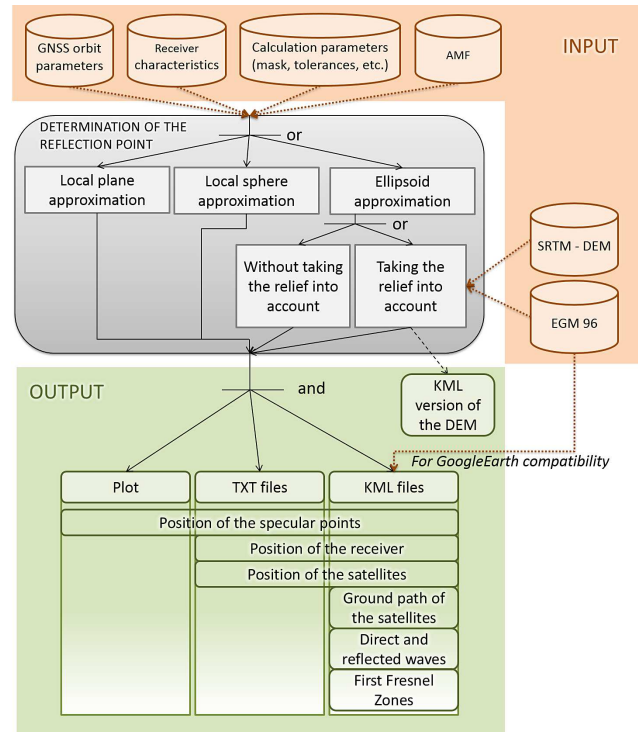 INPUT
GNSS orbit
parameters
Receiver
characteristics
Calculation parameters
(mask, tolerances, etc.)
AMF
DETERMINATION OF THE
REFLECTION POINT
or
Local plane
approximation
Local sphere
approximation
Ellipsoid
approximation
or
Without taking
the relief into
account
Taking the
relief into
account
SRTM - DEM
EGM 96
OUTPUT
and
KML
version of
the DEM
For GoogleEarth compatibility
Plot
TXT files
KML files
Position of the specular points
Position of the receiver
Position of the satellites
Ground path of
the satellites
Direct and
reflected waves
First Fresnel
Zones